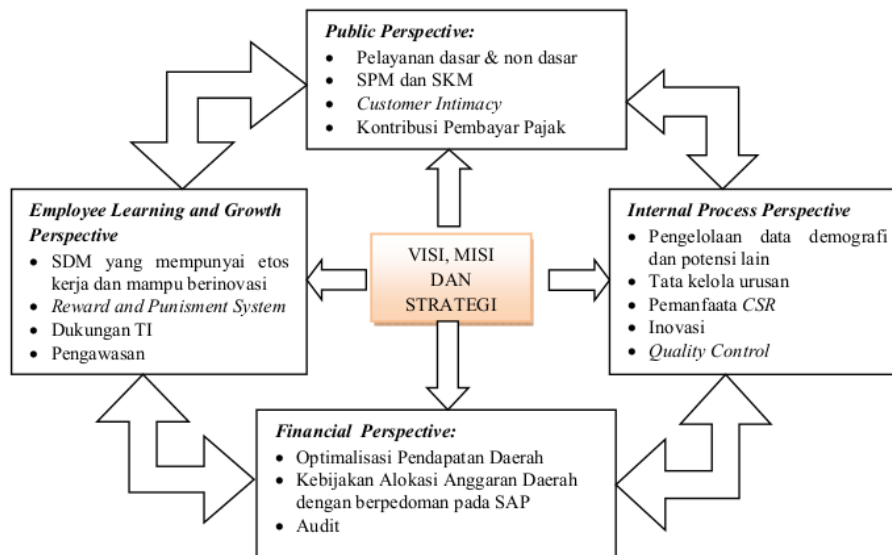 Public Perspective:
• Pelayanan dasar & non dasar
• SPM dan SKM
• Customer Intimacy
• Kontribusi Pembayar Pajak
Employee Learning and Growth
Perspective
• SDM yang mempunyai etos
kerja dan mampu berinovasi
• Reward and Punisment System
• Dukungan TI
• Pengawasan
VISI, MISI
DAN
STRATEGI
Internal Process Perspective
• Pengelolaan data demografi
dan potensi lain
• Tata kelola urusan
• Pemanfaata CSR
• Inovasi
• Quality Control
Financial Perspective:
• Optimalisasi Pendapatan Daerah
• Kebijakan Alokasi Anggaran Daerah
dengan berpedoman pada SAP
• Audit